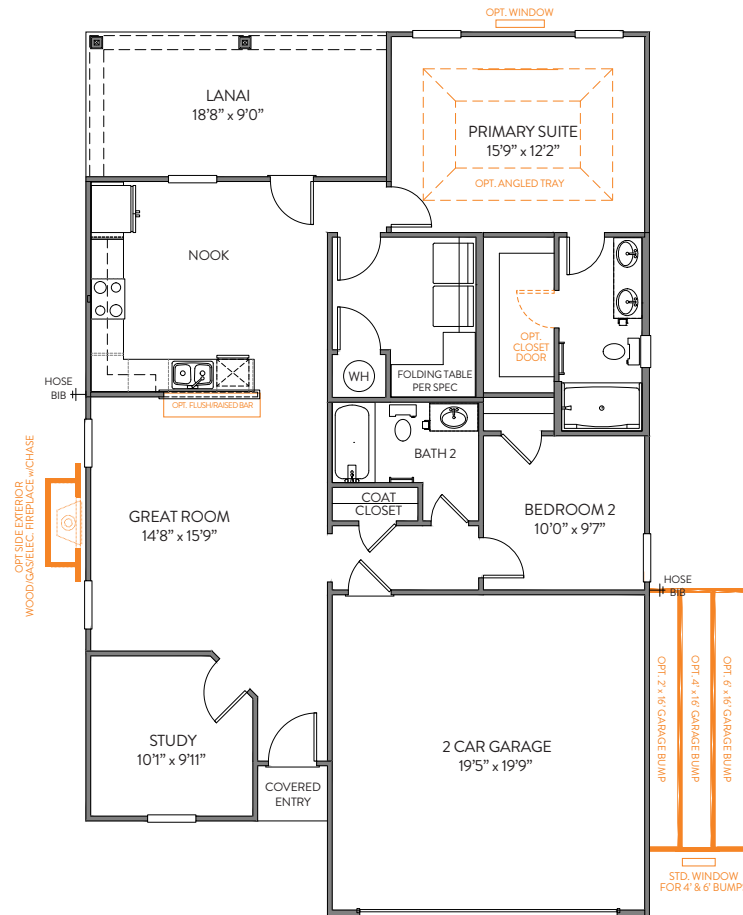 OPT. WINDOW
LANAI
18'8" x 9'0"
PRIMARY SUITE
15'9" x 12'2"
OPT. ANGLED TRAY
NOOK
OPT.
CLOSET
DOOR
WH
FOLDING TABLE
PER SPEC
HOSE
BIB
OPT. FLUSH/RAISED BAR
BATH 2
COAT
CLOSET
BEDROOM 2
10'0" x 9'7"
GREAT ROOM
14'8" x 15'9"
OPT SIDE EXTERIOR
WOOD/GAS/ELEC. FIREPLACE w/CHASE
HOSE
BIB
STUDY
10'1" x 9'11"
COVERED
ENTRY
2 CAR GARAGE
19'5" x 19'9"
OPT. 2' x 16' GARAGE BUMP
OPT. 4' x 16' GARAGE BUMP
OPT. 6' x 16' GARAGE BUMP
STD. WINDOW
FOR 4' & 6' BUMP